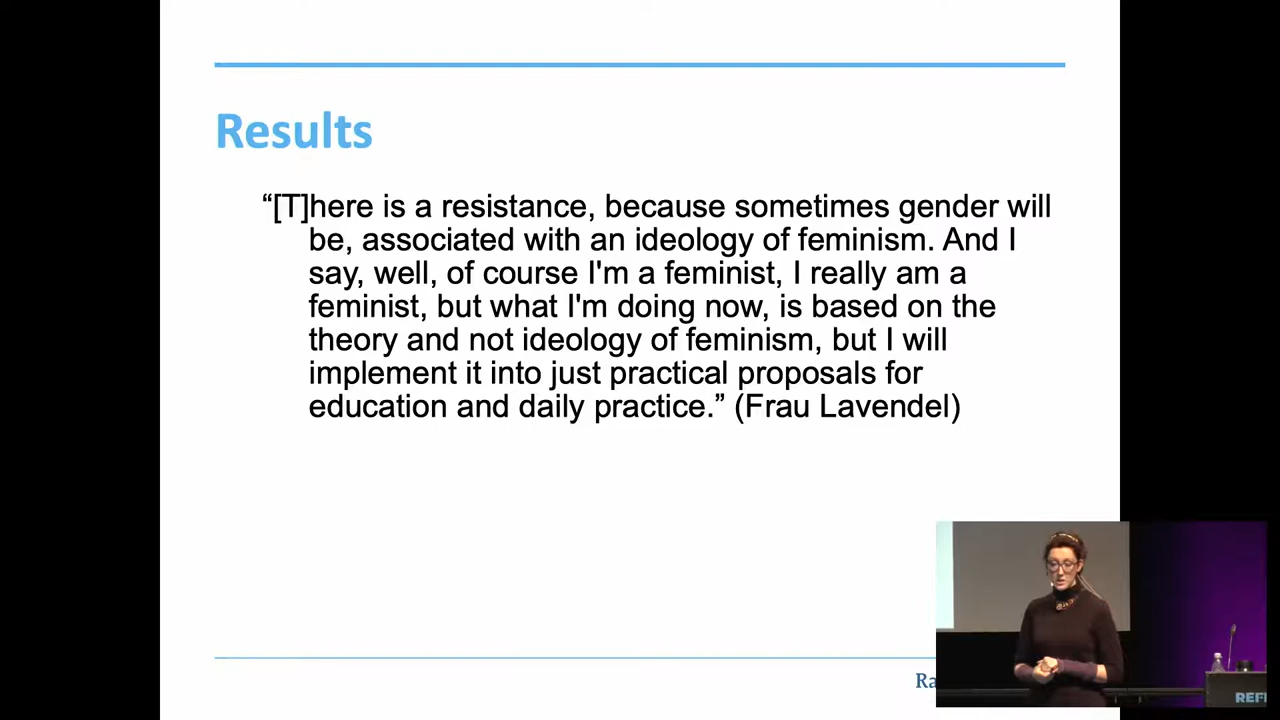 Results
“[T]here is a resistance, because sometimes gender will
be, associated with an ideology of feminism. And I
say, well, of course I'm a feminist, I really am a
feminist, but what I'm doing now, is based on the
theory and not ideology of feminism, but I will
implement it into just practical proposals for
education and daily practice.” (Frau Lavendel)